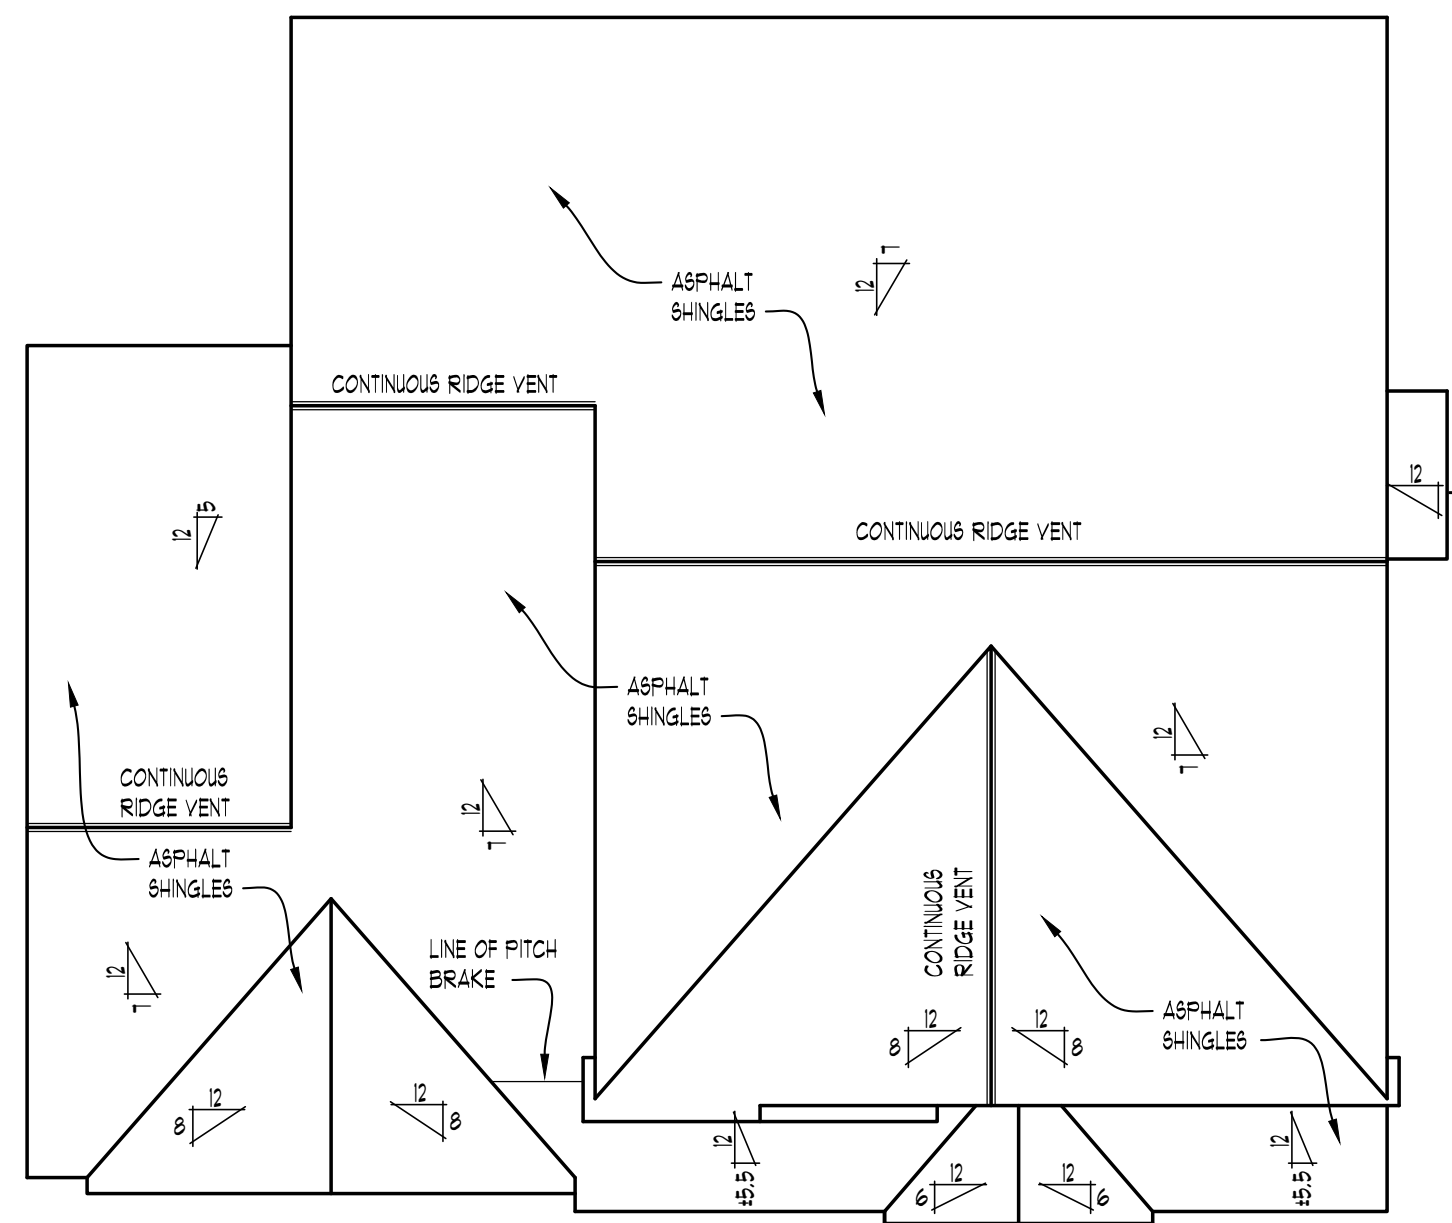 ASPHALT
SHINGLES
12
7
CONTINUOUS RIDGE VENT
12
5
12
CONTINUOUS RIDGE VENT
ASPHALT
SHINGLES
12
7
CONTINUOUS
RIDGE VENT
12
7
ASPHALT
SHINGLES
CONTINUOUS
RIDGE VENT
12
7
LINE OF PITCH
BRAKE
ASPHALT
SHINGLES
12
8
12
8
12
8
12
8
12
±5.5
12
±5.5
12
6
12
6